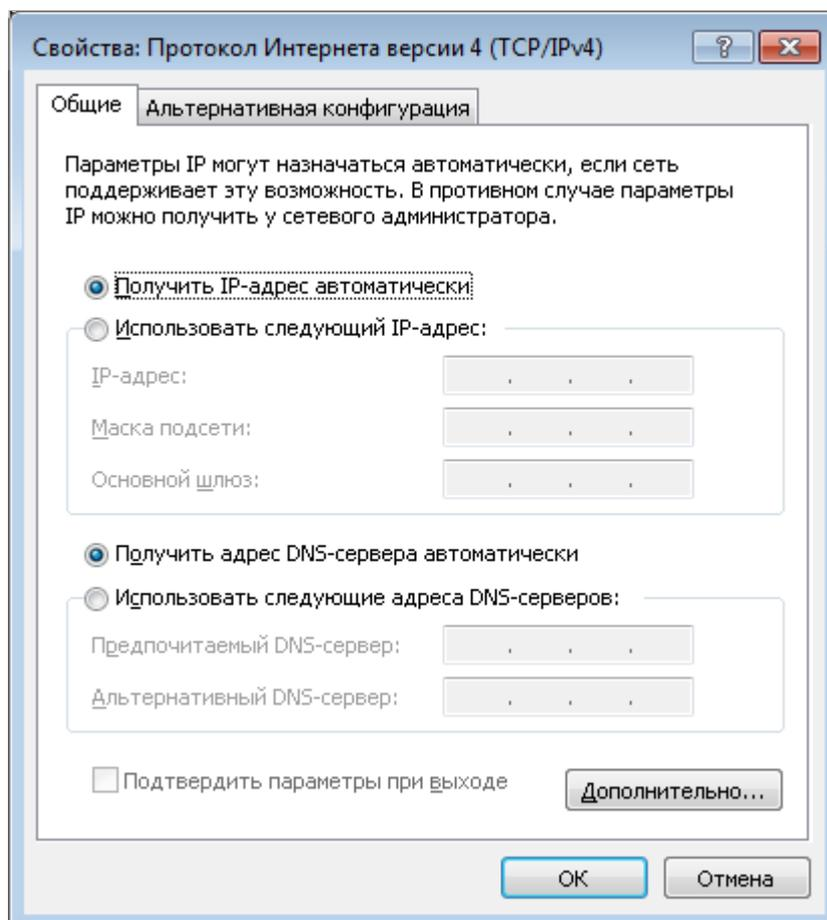 Свойства: Протокол Интернета версии 4 (TCP/IPv4)
Общие
Альтернативная конфигурация
Параметры IP могут назначаться автоматически, если сеть
поддерживает эту возможность. В противном случае параметры
IP можно получить у сетевого администратора.
Получить IP-адрес автоматически
Использовать следующий IP-адрес:
IP-адрес:
Маска подсети:
Основной шлюз:
Получить адрес DNS-сервера автоматически
Использовать следующие адреса DNS-серверов:
Предпочитаемый DNS-сервер:
Альтернативный DNS-сервер:
Подтвердить параметры при выходе
Дополнительно...
ОК
Отмена